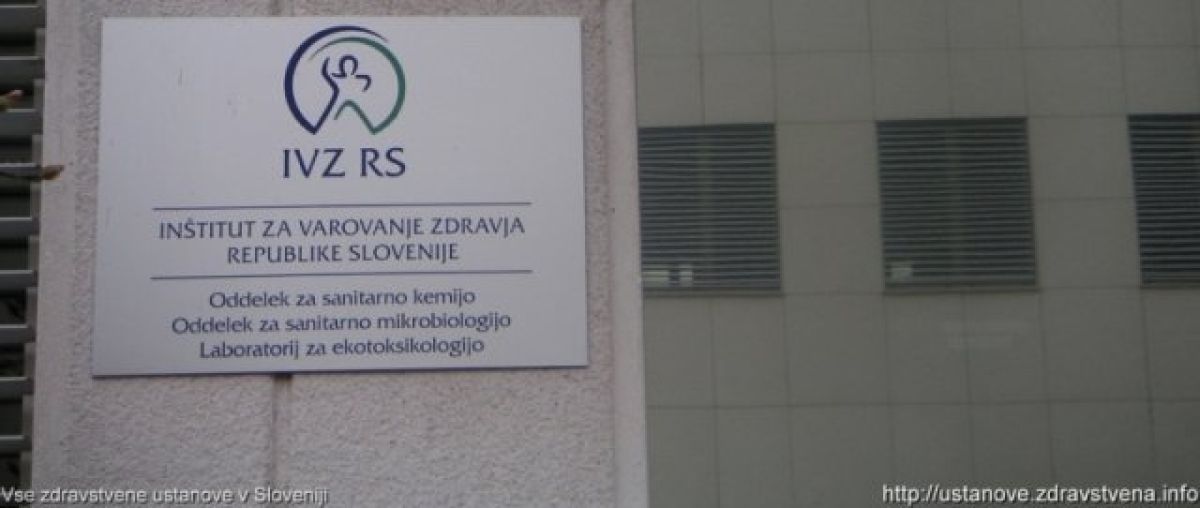 IVZ RS
INŠTITUT ZA VAROVANJE ZDRAVJA
REPUBLIKE SLOVENIJE
Oddelek za sanitarno kemijo
Oddelek za sanitarno mikrobiologijo
Laboratorij za ekotoksikologijo
Vse zdravstvene ustanove v Sloveniji
http://ustanove.zdravstvena.info